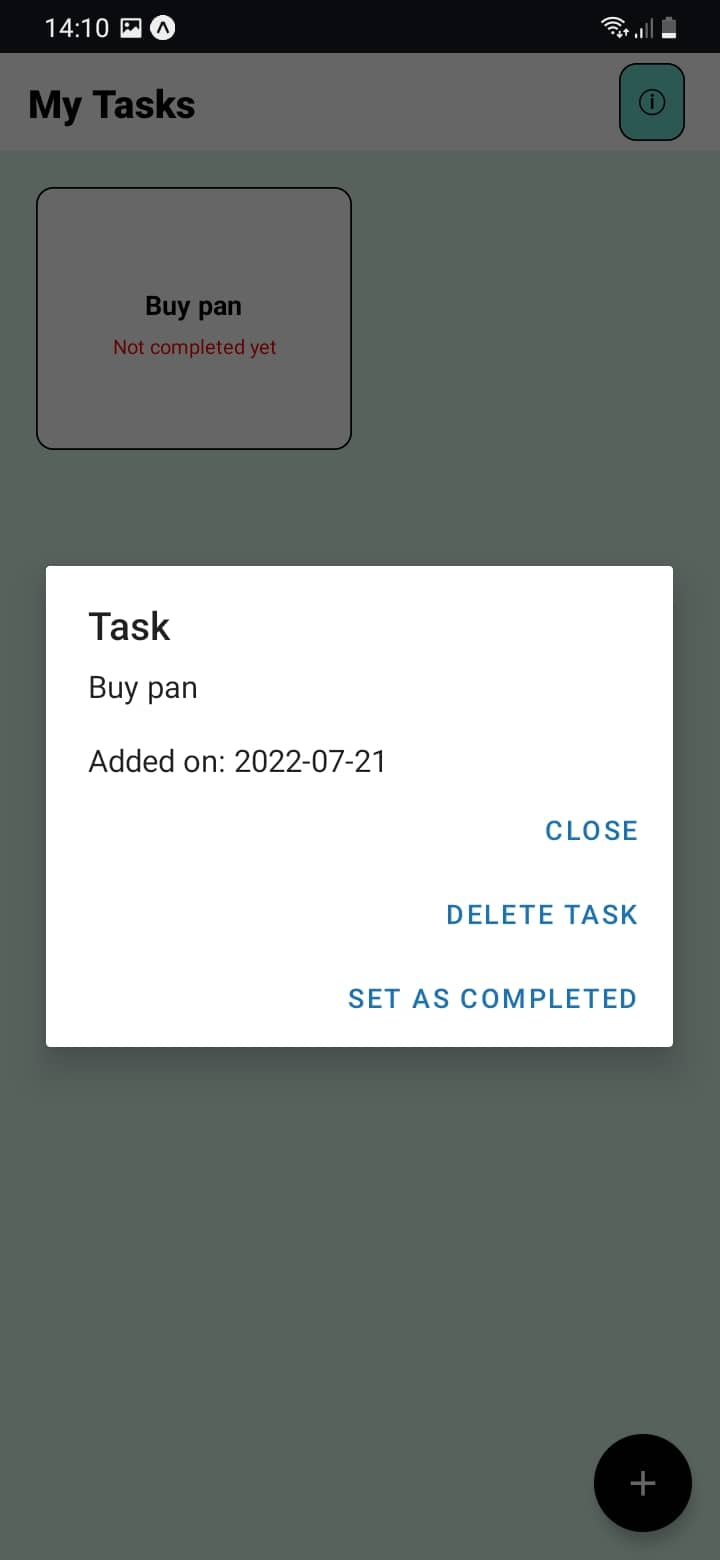 14:10
My Tasks
Buy pan
Not completed yet
Task
Buy pan
Added on: 2022-07-21
CLOSE
DELETE TASK
SET AS COMPLETED
+